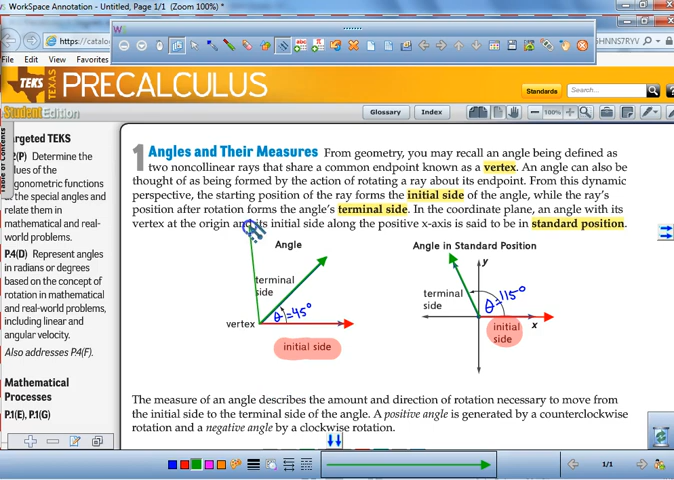 WorkSpace Annotation - Untitled, Page 1/1 (Zoom 100%) *
https://catalo
HNNS7RYV
File Edit View Favorites
TEKS
TEXAS
PRECALCULUS
Standards
Search...
Student Edition
Glossary
Index
100%
Table of Contents
argeted TEKS
(P) Determine the
lues of the
igonometric functions
the special angles and
relate them in
mathematical and real-
world problems.
P.4(D) Represent angles
in radians or degrees
based on the concept of
rotation in mathematical
and real-world problems,
including linear and
angular velocity.
Also addresses P.4(F).
Mathematical
Processes
P.1(E), P.1(G)
1 Angles and Their Measures From geometry, you may recall an angle being defined as
two noncollinear rays that share a common endpoint known as a vertex. An angle can also be
thought of as being formed by the action of rotating a ray about its endpoint. From this dynamic
perspective, the starting position of the ray forms the initial side of the angle, while the ray's
position after rotation forms the angle's terminal side. In the coordinate plane, an angle with its
vertex at the origin and its initial side along the positive x-axis is said to be in standard position.
Angle
terminal
side
θ=45°
vertex
initial side
Angle in Standard Position
y
terminal
side
θ=115°
initial
side
x
The measure of an angle describes the amount and direction of rotation necessary to move from
the initial side to the terminal side of the angle. A positive angle is generated by a counterclockwise
rotation and a negative angle by a clockwise rotation.
1/1